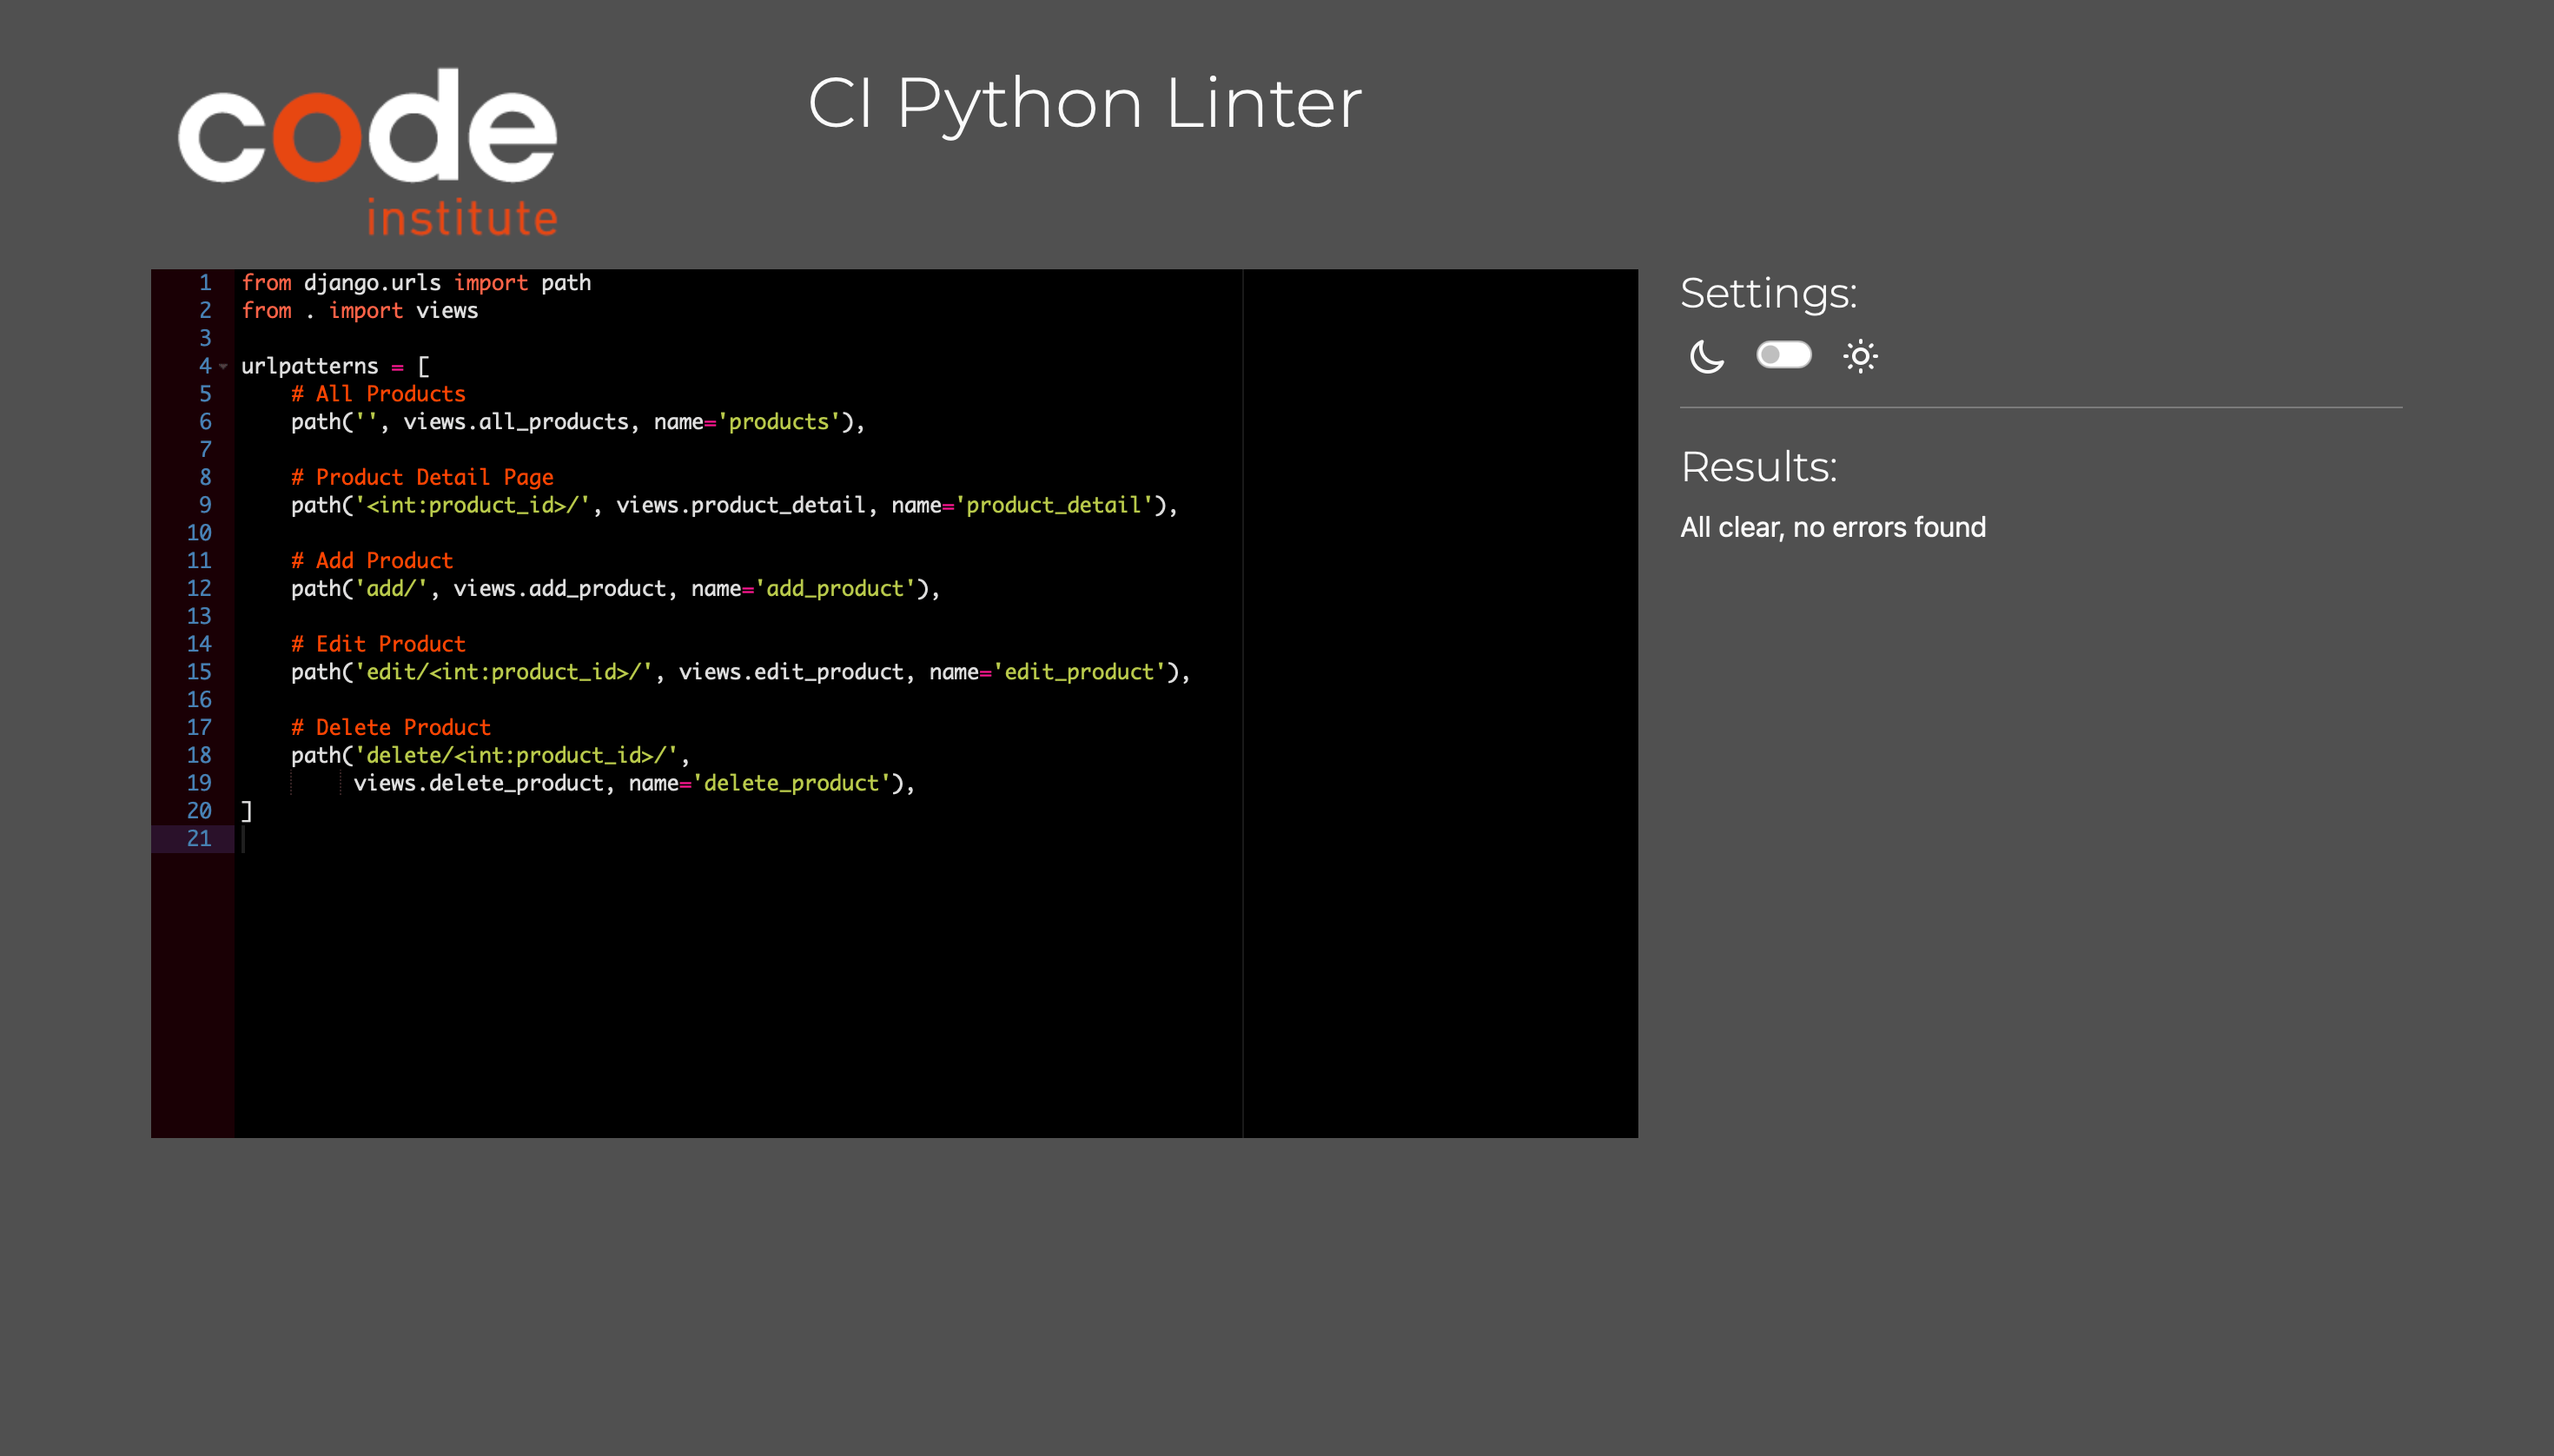 code
institute
CI Python Linter
1 from django.urls import path
2 from . import views
3
4 urlpatterns = [
5     # All Products
6     path('', views.all_products, name='products'),
7
8     # Product Detail Page
9     path('<int:product_id>/', views.product_detail, name='product_detail'),
10
11     # Add Product
12     path('add/', views.add_product, name='add_product'),
13
14     # Edit Product
15     path('edit/<int:product_id>/', views.edit_product, name='edit_product'),
16
17     # Delete Product
18     path('delete/<int:product_id>/',
19          views.delete_product, name='delete_product'),
20 ]
21
Settings:
Results:
All clear, no errors found